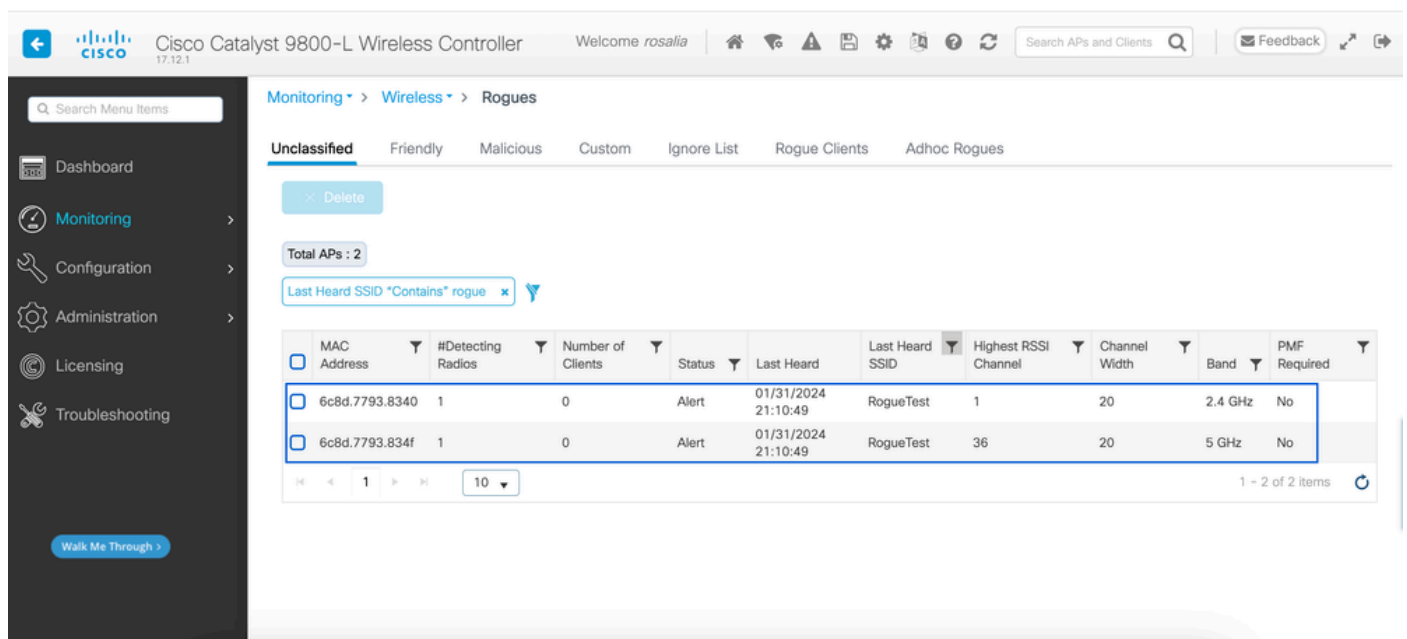 CISCO
Cisco Catalyst 9800-L Wireless Controller
17.12.1
Welcome rosalia
Search APs and Clients
Feedback
Search Menu Items
Dashboard
Monitoring
Configuration
Administration
Licensing
Troubleshooting
Walk Me Through >
Monitoring > Wireless > Rogues
Unclassified Friendly Malicious Custom Ignore List Rogue Clients Adhoc Rogues
× Delete
Total APs : 2
Last Heard SSID "Contains" rogue ×
MAC Address #Detecting Radios Number of Clients Status Last Heard Last Heard SSID Highest RSSI Channel Channel Width Band PMF Required
6c8d.7793.8340 1 0 Alert 01/31/2024 21:10:49 RogueTest 1 20 2.4 GHz No
6c8d.7793.834f 1 0 Alert 01/31/2024 21:10:49 RogueTest 36 20 5 GHz No
1 10 1 - 2 of 2 items